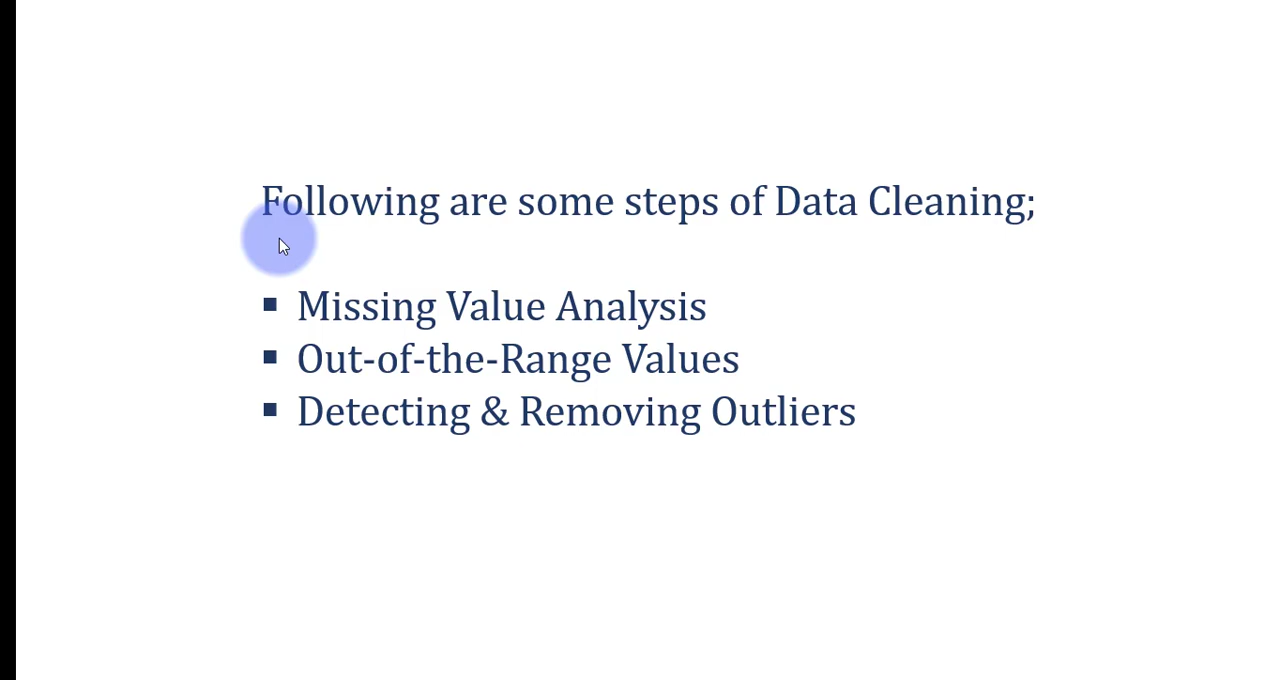 Following are some steps of Data Cleaning;
▪ Missing Value Analysis
▪ Out-of-the-Range Values
▪ Detecting & Removing Outliers